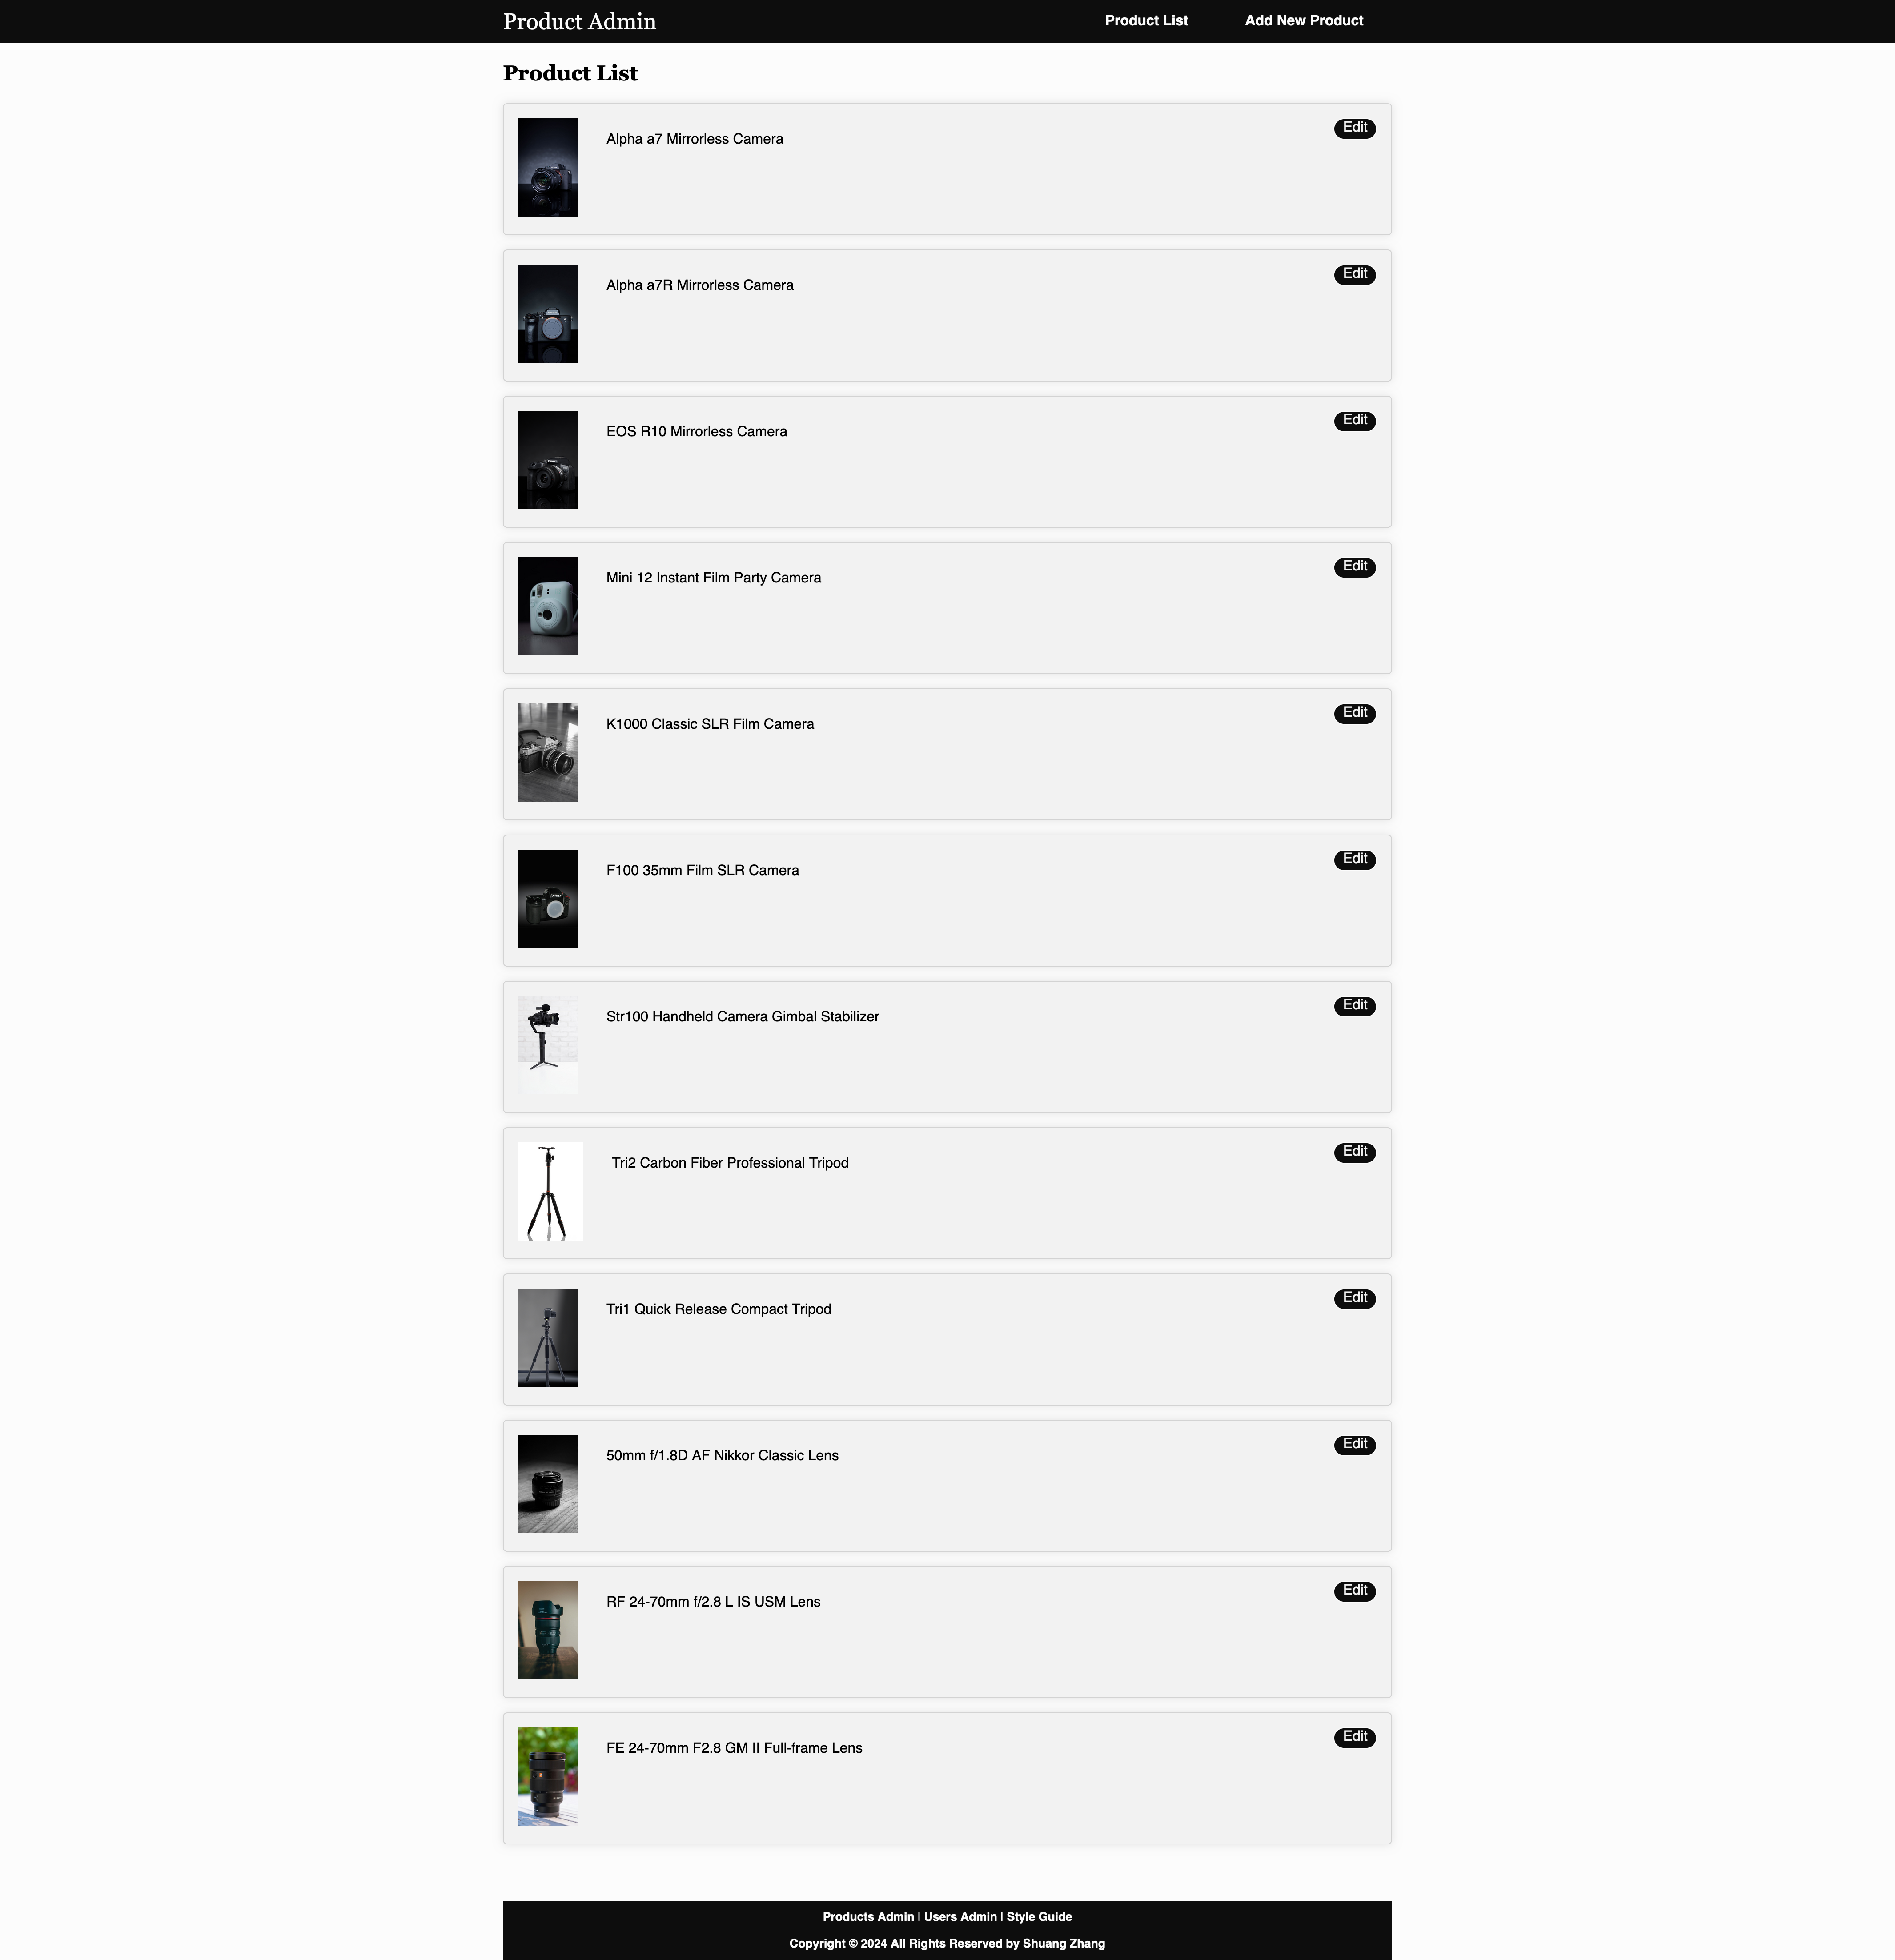 Product Admin
Product List
Add New Product
Product List
Alpha a7 Mirrorless Camera
Edit
Alpha a7R Mirrorless Camera
Edit
EOS R10 Mirrorless Camera
Edit
Mini 12 Instant Film Party Camera
Edit
K1000 Classic SLR Film Camera
Edit
F100 35mm Film SLR Camera
Edit
Str100 Handheld Camera Gimbal Stabilizer
Edit
Tri2 Carbon Fiber Professional Tripod
Edit
Tri1 Quick Release Compact Tripod
Edit
50mm f/1.8D AF Nikkor Classic Lens
Edit
RF 24-70mm f/2.8 L IS USM Lens
Edit
FE 24-70mm F2.8 GM II Full-frame Lens
Edit
Products Admin | Users Admin | Style Guide
Copyright © 2024 All Rights Reserved by Shuang Zhang